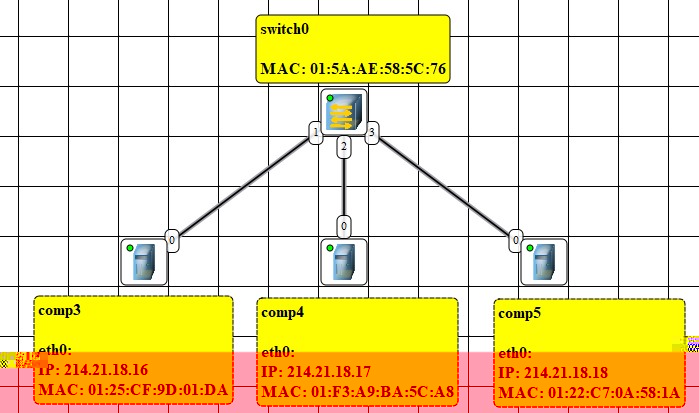 switch0
MAC: 01:5A:AE:58:5C:76
1
2
3
0
0
0
comp3
eth0:
IP: 214.21.18.16
MAC: 01:25:CF:9D:01:DA
comp4
eth0:
IP: 214.21.18.17
MAC: 01:F3:A9:BA:5C:A8
comp5
eth0:
IP: 214.21.18.18
MAC: 01:22:C7:0A:58:1A